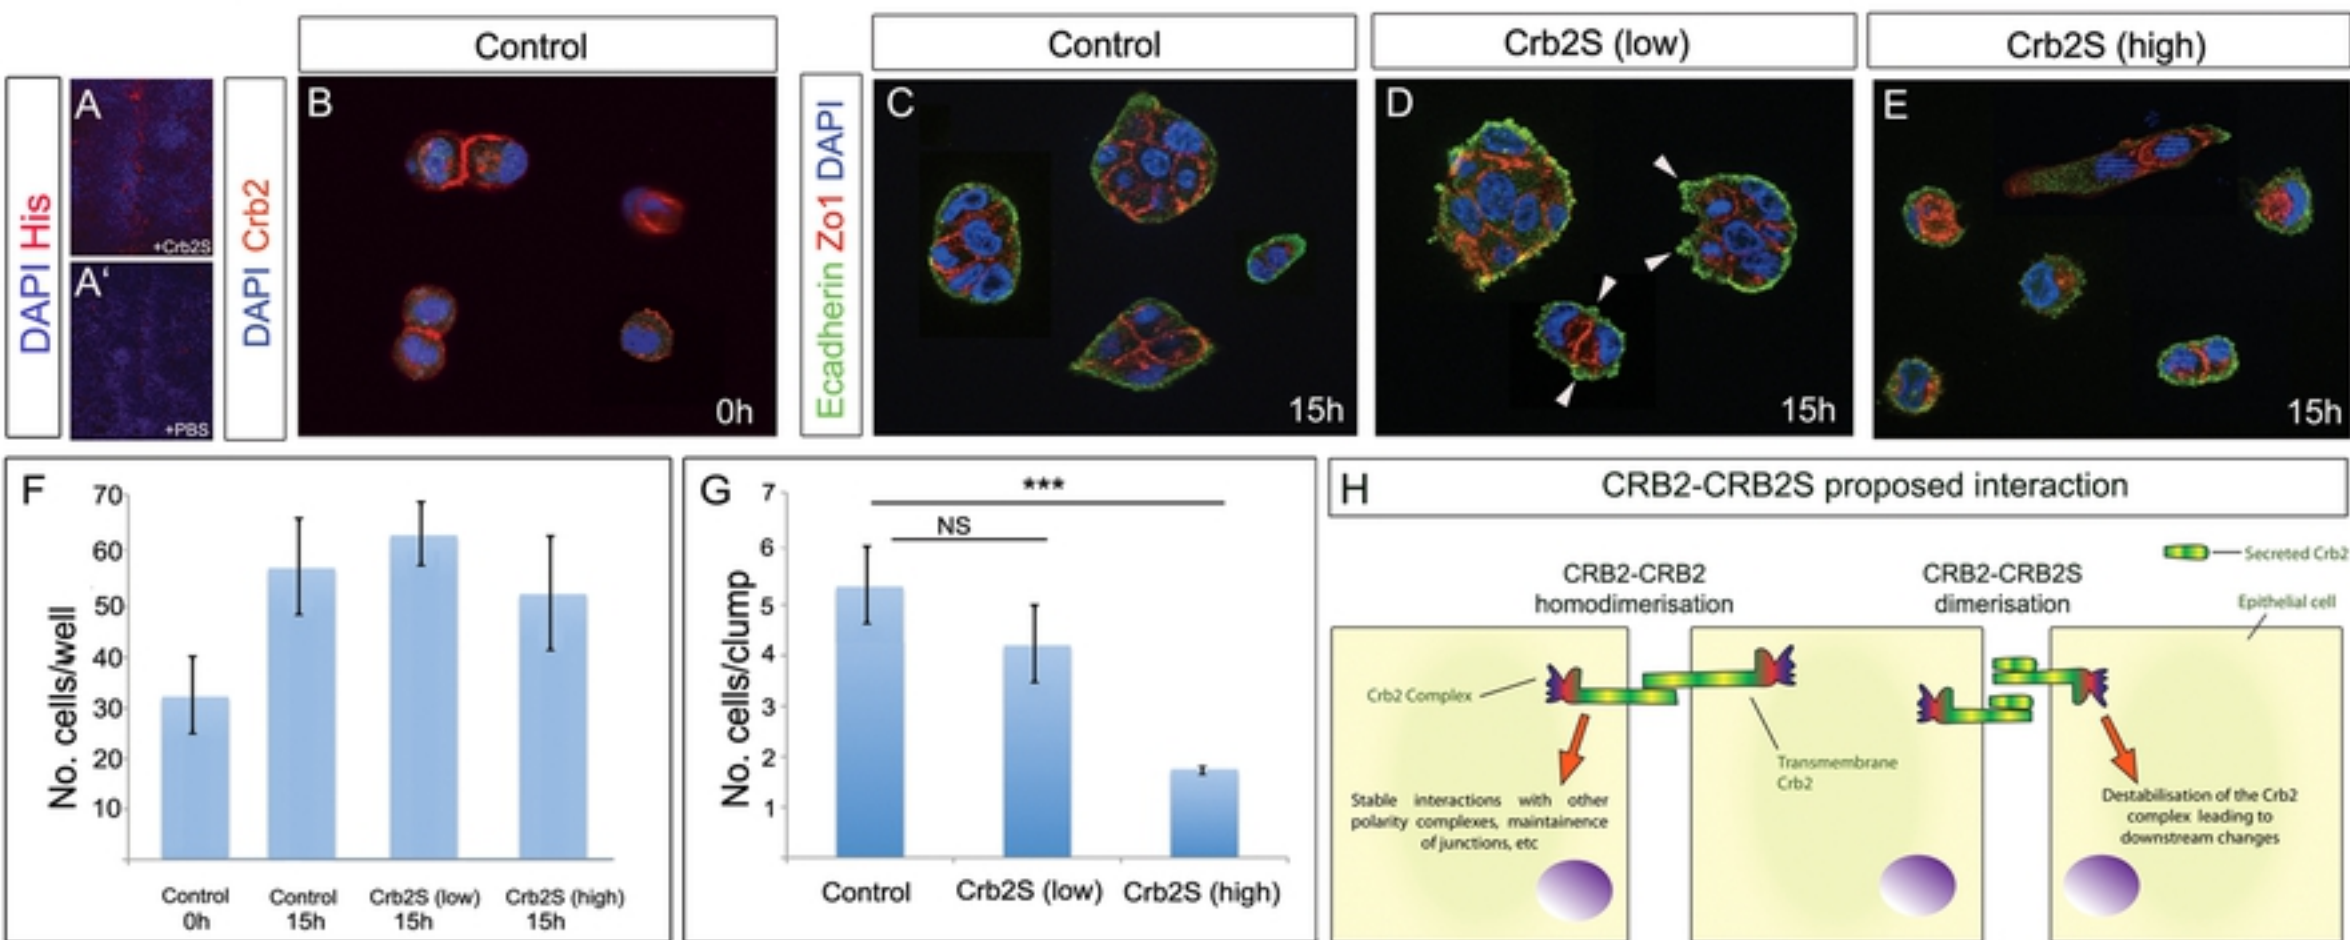 Control
Control
Crb2S (low)
Crb2S (high)
DAPI His
A
+Crb2S
A'
+PBS
DAPI Crb2
B
0h
Ecadherin Zo1 DAPI
C
15h
D
15h
E
15h
F
No. cells/well
70
60
50
40
30
20
10
Control
0h
Control
15h
Crb2S (low)
15h
Crb2S (high)
15h
G
No. cells/clump
7
6
5
4
3
2
1
***
NS
Control
Crb2S (low)
Crb2S (high)
H
CRB2-CRB2S proposed interaction
Secreted Crb2
CRB2-CRB2
homodimerisation
CRB2-CRB2S
dimerisation
Epithelial cell
Crb2 Complex
Transmembrane
Crb2
Stable interactions with other
polarity complexes, maintainence
of junctions, etc
Destabilisation of the Crb2
complex leading to
downstream changes